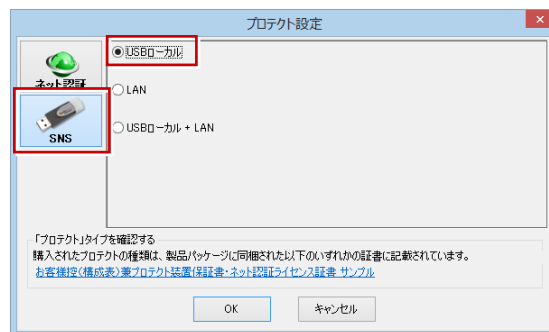 プロテクト設定
ネット認証
SNS
USBローカル
LAN
USBローカル + LAN
「プロテクト」タイプを確認する
購入されたプロテクトの種類は、製品パッケージに同梱された以下のいずれかの証書に記載されています。
お客様控(構成表)兼プロテクト装置保証書・ネット認証ライセンス証書 サンプル
OK
キャンセル